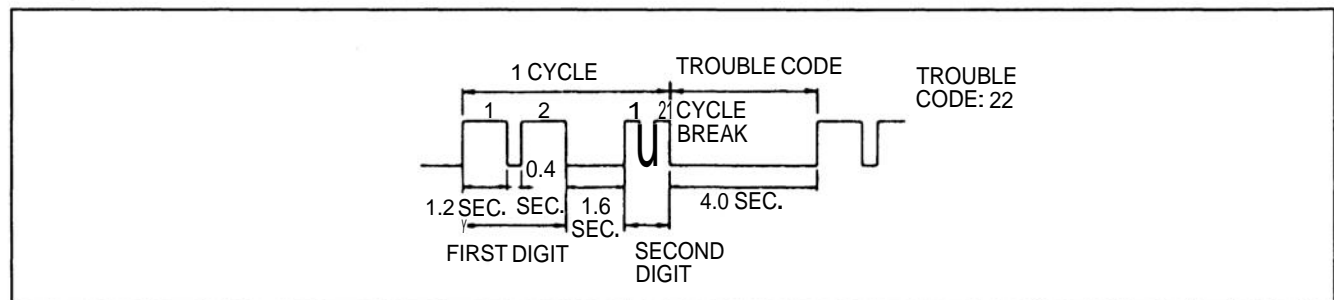 1 CYCLE
TROUBLE CODE
CYCLE
BREAK
TROUBLE
CODE: 22
1 2 1 2
0.4
SEC.
1.2 SEC.
1.6
SEC.
4.0 SEC.
FIRST DIGIT
SECOND
DIGIT